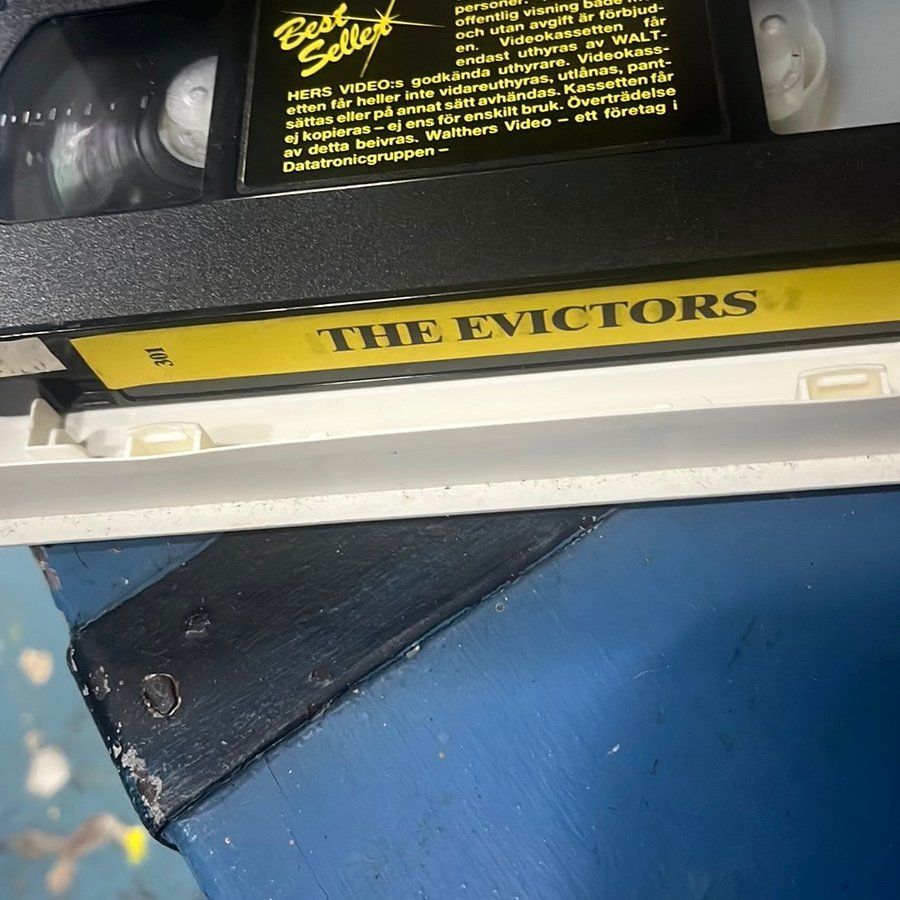 Best
Seller
offentlig visning både
och utan avgift är förbjud-
en. Videokassetten får
endast uthyras av WALT-
HERS VIDEO:s godkända uthyrare. Videokass-
etten får heller inte vidareuthyras, utlånas, pant-
sättas eller på annat sätt avhändas. Kassetten får
ej kopieras – ej ens för enskilt bruk. Överträdelse
av detta beivras. Walthers Video – ett företag i
Datatronicgruppen –
301
THE EVICTORS